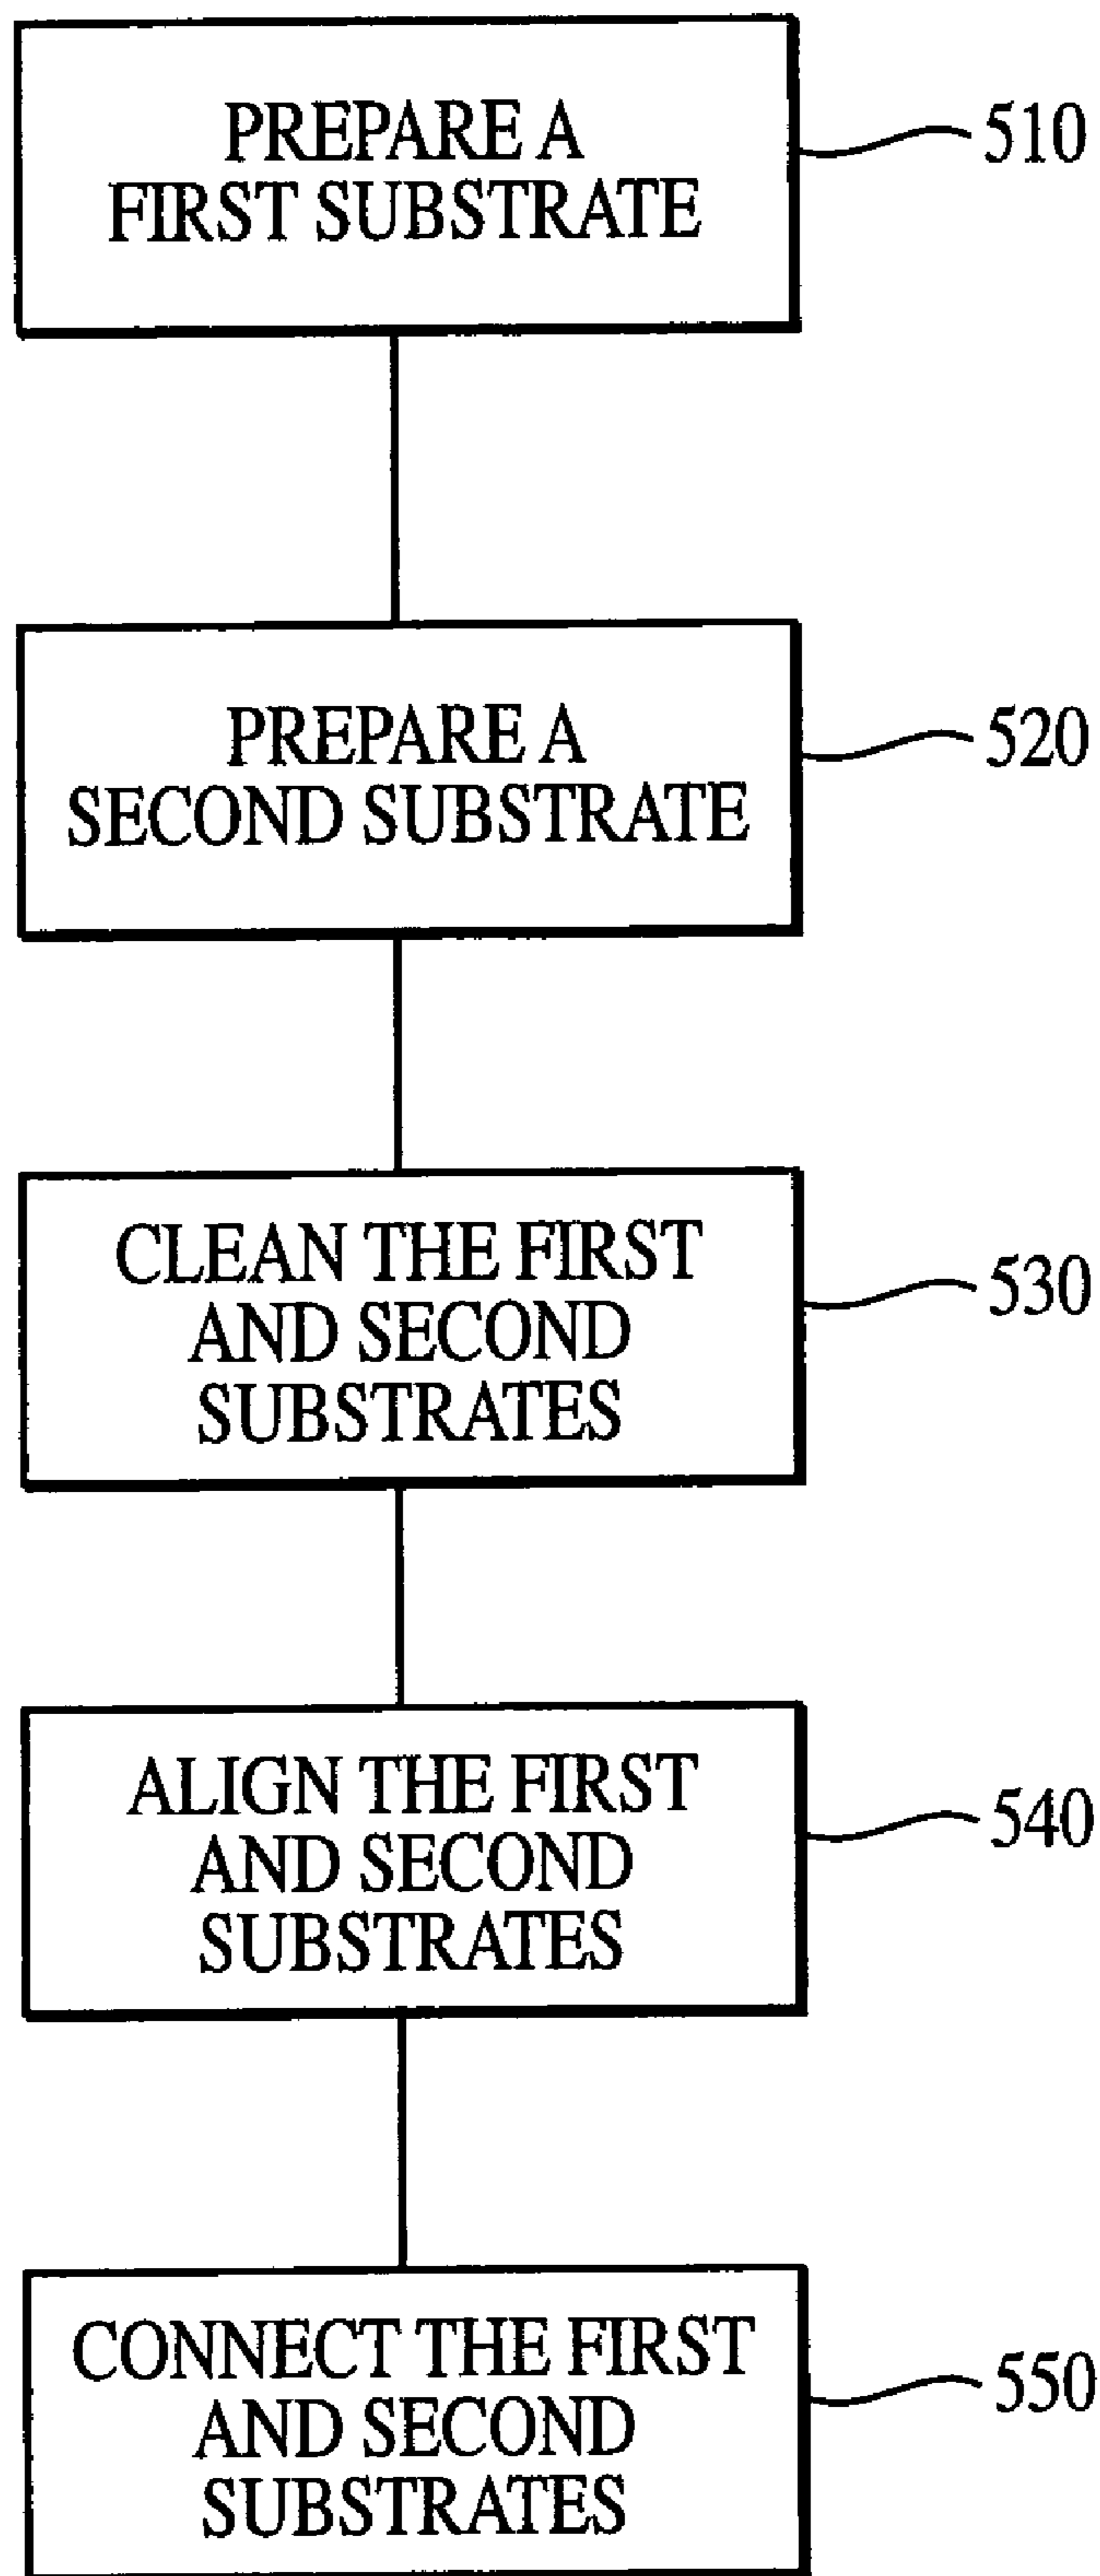 PREPARE A
FIRST SUBSTRATE
510
PREPARE A
SECOND SUBSTRATE
520
CLEAN THE FIRST
AND SECOND
SUBSTRATES
530
ALIGN THE FIRST
AND SECOND
SUBSTRATES
540
CONNECT THE FIRST
AND SECOND
SUBSTRATES
550